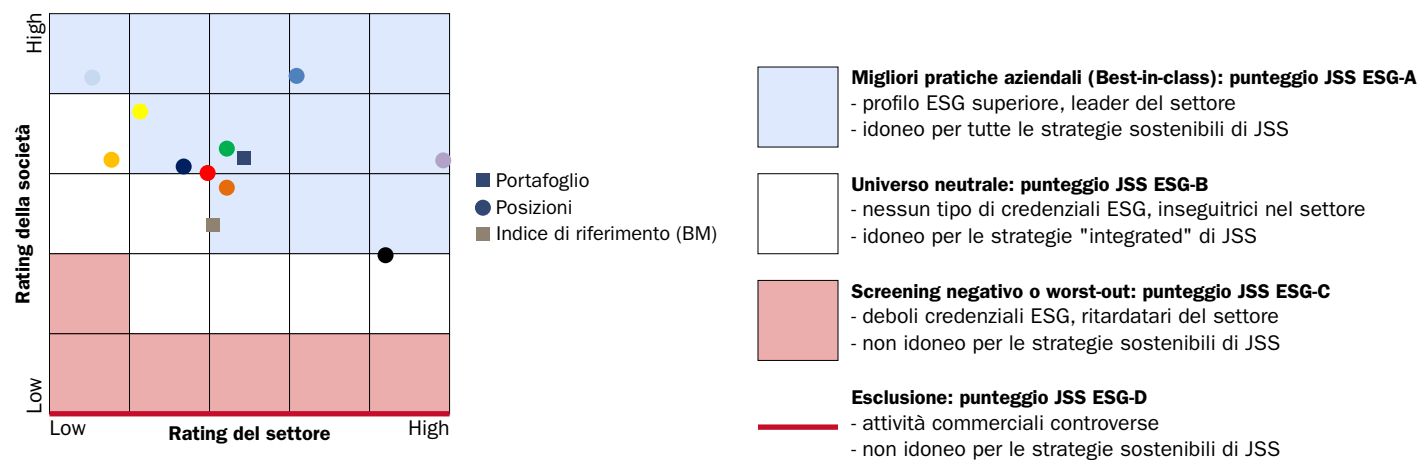 High
Rating della società
Low
Low
Rating del settore
High
Portafoglio
Posizioni
Indice di riferimento (BM)
Migliori pratiche aziendali (Best-in-class): punteggio JSS ESG-A
- profilo ESG superiore, leader del settore
- idoneo per tutte le strategie sostenibili di JSS
Universo neutrale: punteggio JSS ESG-B
- nessun tipo di credenziali ESG, inseguitrici nel settore
- idoneo per le strategie "integrated" di JSS
Screening negativo o worst-out: punteggio JSS ESG-C
- deboli credenziali ESG, ritardatari del settore
- non idoneo per le strategie sostenibili di JSS
Esclusione: punteggio JSS ESG-D
- attività commerciali controverse
- non idoneo per le strategie sostenibili di JSS